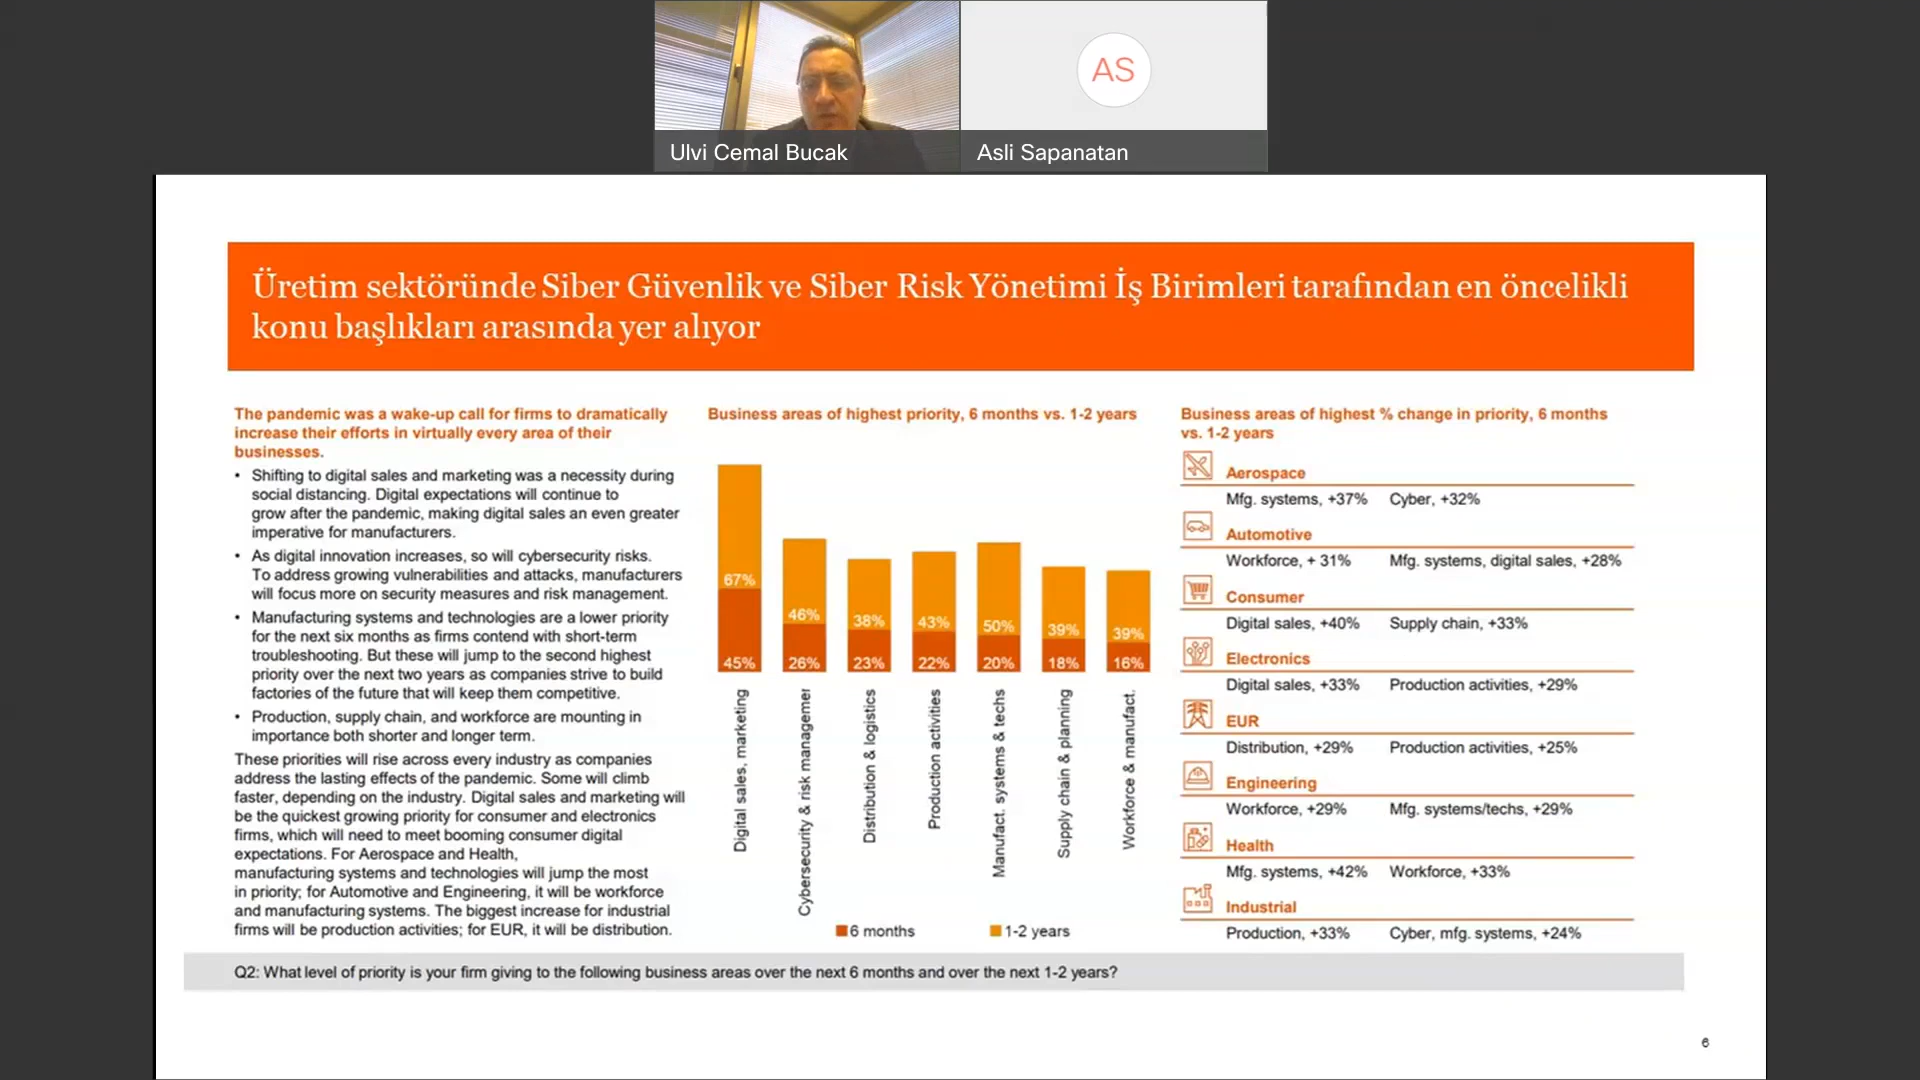 AS
Ulvi Cemal Bucak
Asli Sapanatan
Üretim sektöründe Siber Güvenlik ve Siber Risk Yönetimi İş Birimleri tarafından en öncelikli
konu başlıkları arasında yer alıyor
The pandemic was a wake-up call for firms to dramatically
increase their efforts in virtually every area of their
businesses.
• Shifting to digital sales and marketing was a necessity during
social distancing. Digital expectations will continue to
grow after the pandemic, making digital sales an even greater
imperative for manufacturers.
• As digital innovation increases, so will cybersecurity risks.
To address growing vulnerabilities and attacks, manufacturers
will focus more on security measures and risk management.
• Manufacturing systems and technologies are a lower priority
for the next six months as firms contend with short-term
troubleshooting. But these will jump to the second highest
priority over the next two years as companies strive to build
factories of the future that will keep them competitive.
• Production, supply chain, and workforce are mounting in
importance both shorter and longer term.
These priorities will rise across every industry as companies
address the lasting effects of the pandemic. Some will climb
faster, depending on the industry. Digital sales and marketing will
be the quickest growing priority for consumer and electronics
firms, which will need to meet booming consumer digital
expectations. For Aerospace and Health,
manufacturing systems and technologies will jump the most
in priority; for Automotive and Engineering, it will be workforce
and manufacturing systems. The biggest increase for industrial
firms will be production activities; for EUR, it will be distribution.
Business areas of highest priority, 6 months vs. 1-2 years
67% 46% 38% 43% 50% 39% 39%
45% 26% 23% 22% 20% 18% 16%
Digital sales, marketing
Cybersecurity & risk managemer
Distribution & logistics
Production activities
Manufact. systems & techs
Supply chain & planning
Workforce & manufact.
6 months 1-2 years
Business areas of highest % change in priority, 6 months
vs. 1-2 years
Aerospace
Mfg. systems, +37% Cyber, +32%
Automotive
Workforce, + 31% Mfg. systems, digital sales, +28%
Consumer
Digital sales, +40% Supply chain, +33%
Electronics
Digital sales, +33% Production activities, +29%
EUR
Distribution, +29% Production activities, +25%
Engineering
Workforce, +29% Mfg. systems/techs, +29%
Health
Mfg. systems, +42% Workforce, +33%
Industrial
Production, +33% Cyber, mfg. systems, +24%
Q2: What level of priority is your firm giving to the following business areas over the next 6 months and over the next 1-2 years?
6